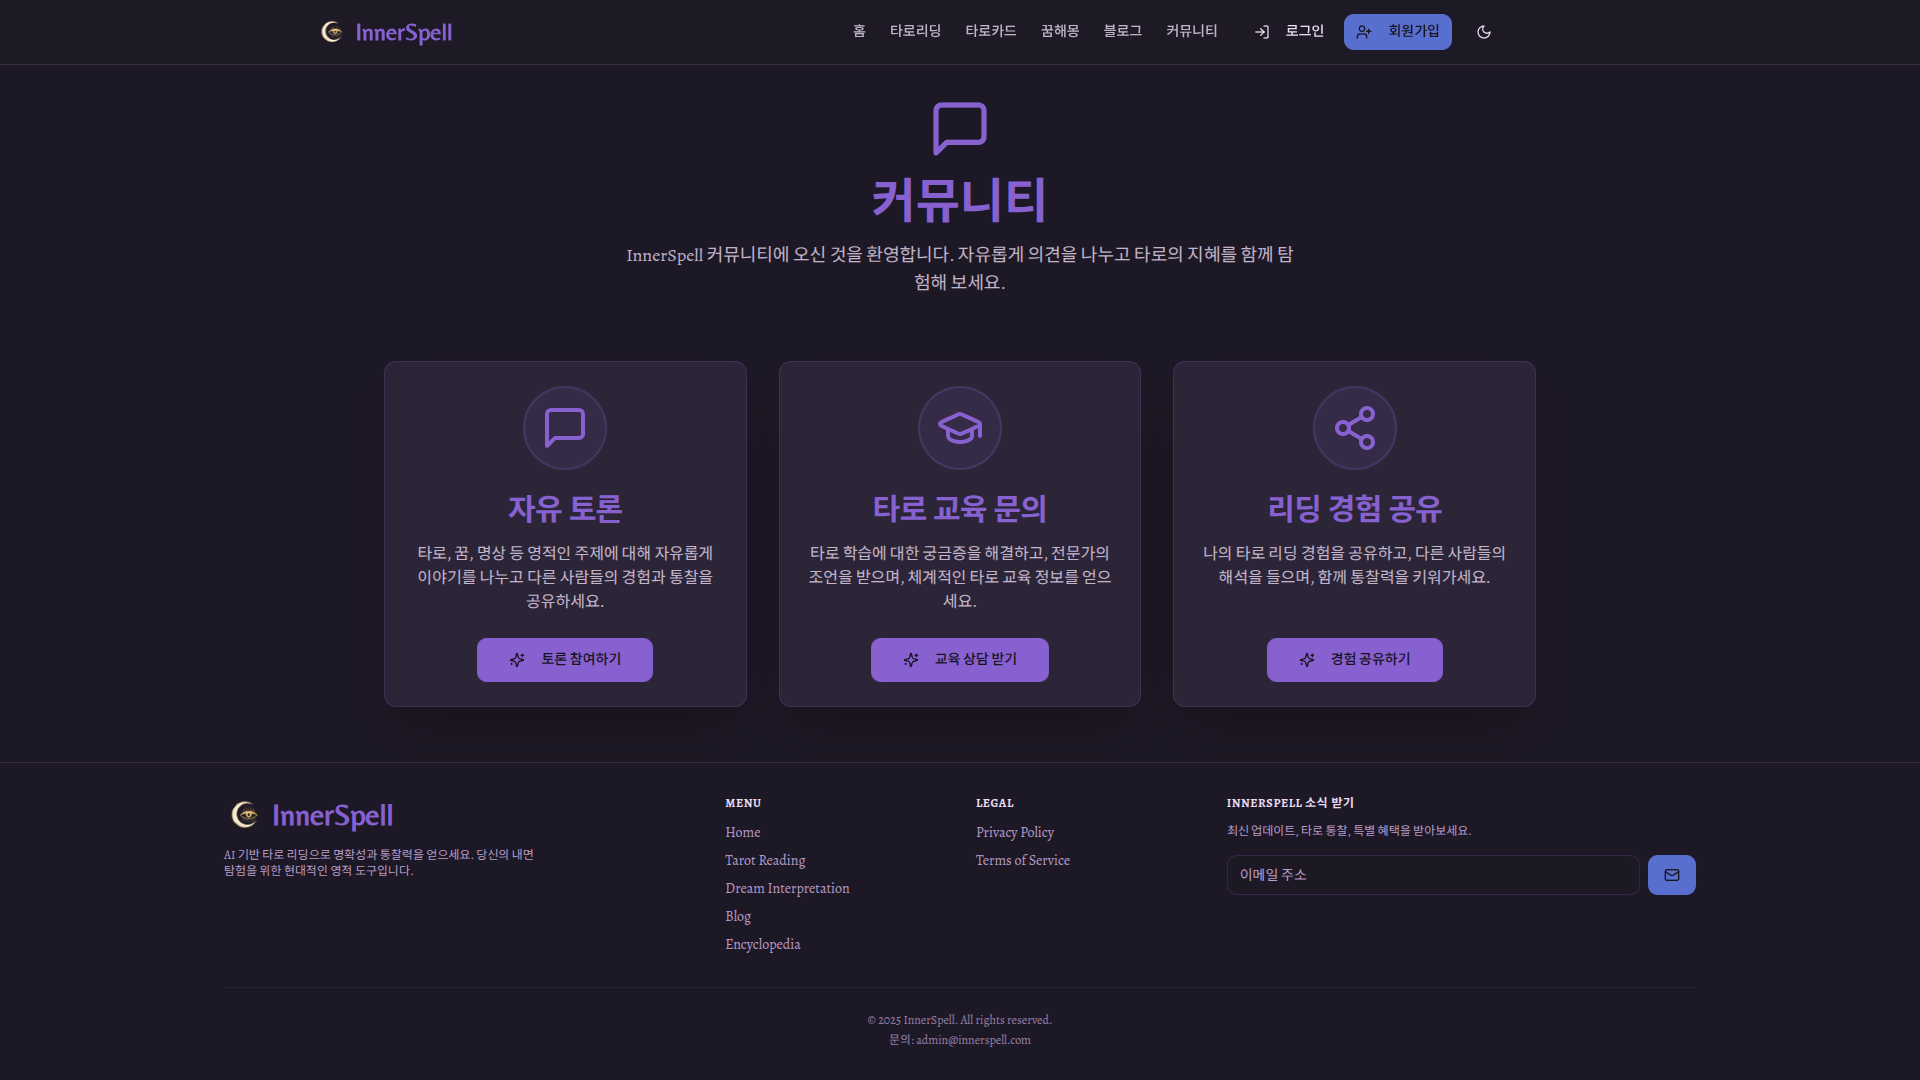 InnerSpell
홈
타로리딩
타로카드
꿈해몽
블로그
커뮤니티
로그인
회원가입
커뮤니티
InnerSpell 커뮤니티에 오신 것을 환영합니다. 자유롭게 의견을 나누고 타로의 지혜를 함께 탐
험해 보세요.
자유 토론
타로, 꿈, 명상 등 영적인 주제에 대해 자유롭게
이야기를 나누고 다른 사람들의 경험과 통찰을
공유하세요.
토론 참여하기
타로 교육 문의
타로 학습에 대한 궁금증을 해결하고, 전문가의
조언을 받으며, 체계적인 타로 교육 정보를 얻으
세요.
교육 상담 받기
리딩 경험 공유
나의 타로 리딩 경험을 공유하고, 다른 사람들의
해석을 들으며, 함께 통찰력을 키워가세요.
경험 공유하기
InnerSpell
AI 기반 타로 리딩으로 명확성과 통찰력을 얻으세요. 당신의 내면
탐험을 위한 현대적인 영적 도구입니다.
MENU
Home
Tarot Reading
Dream Interpretation
Blog
Encyclopedia
LEGAL
Privacy Policy
Terms of Service
INNERSPELL 소식 받기
최신 업데이트, 타로 통찰, 특별 혜택을 받아보세요.
이메일 주소
© 2025 InnerSpell. All rights reserved.
문의: admin@innerspell.com